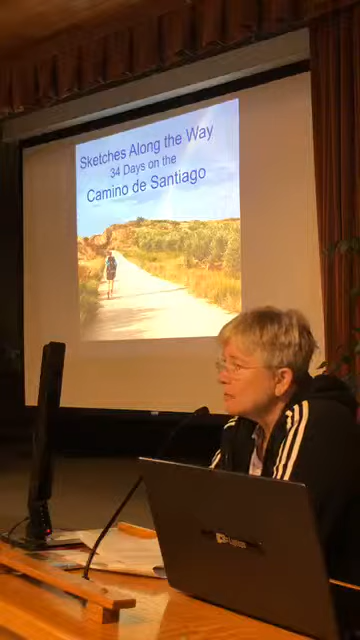 Sketches Along the Way
34 Days on the
Camino de Santiago